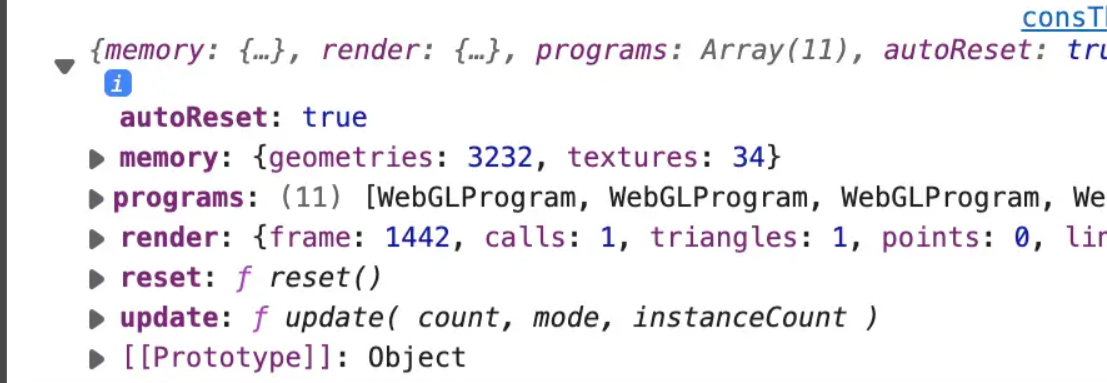 consTh
{memory: {…}, render: {…}, programs: Array(11), autoReset: tru
i
autoReset: true
memory: {geometries: 3232, textures: 34}
programs: (11) [WebGLProgram, WebGLProgram, WebGLProgram, We
render: {frame: 1442, calls: 1, triangles: 1, points: 0, lin
reset: ƒ reset()
update: ƒ update( count, mode, instanceCount )
[[Prototype]]: Object